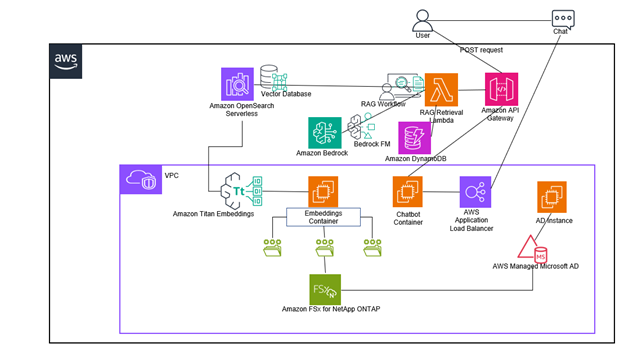 User
Chat
POST request
aws
Vector Database
Amazon OpenSearch
Serverless
RAG Workflow
RAG Retrieval
Lambda
Amazon API
Gateway
Amazon Bedrock
Bedrock FM
Amazon DynamoDB
VPC
Tt
Amazon Titan Embeddings
Embeddings
Container
Chatbot
Container
AWS
Application
Load Balancer
AD Instance
MS
AWS Managed Microsoft AD
FSx
N
Amazon FSx for NetApp ONTAP